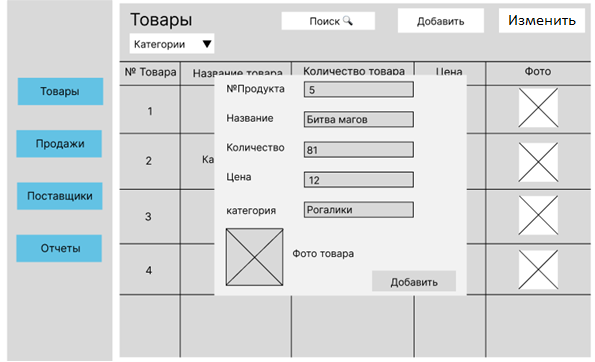 Товары
Поиск
Добавить
Изменить
Категории
Товары
Продажи
Поставщики
Отчеты
№ Товара
Название товара
Количество товара
Цена
Фото
1
2
Ка
3
4
№Продукта 5
Название Битва магов
Количество 81
Цена 12
категория Рогалики
Фото товара
Добавить